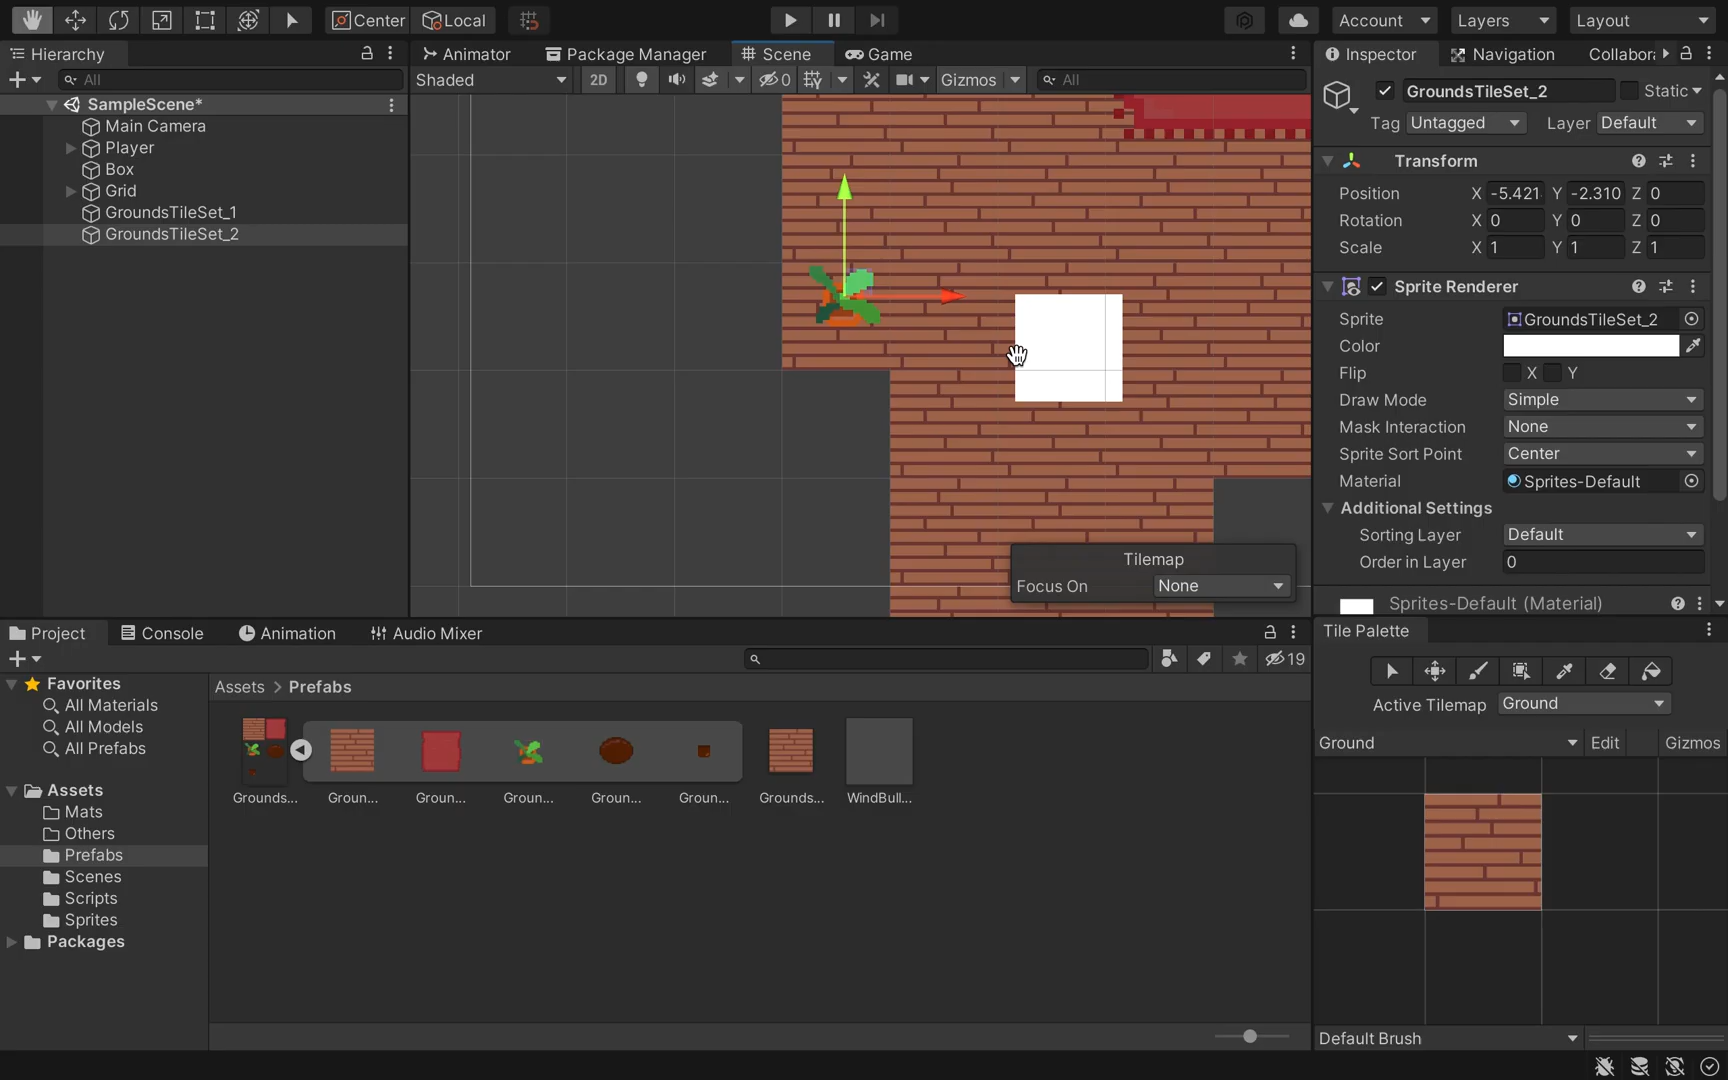 Center
Local
Account
Layers
Layout
Hierarchy
All
SampleScene*
Main Camera
Player
Box
Grid
GroundsTileSet_1
GroundsTileSet_2
Animator
Package Manager
Scene
Game
Shaded
2D
0
Gizmos
All
Tilemap
Focus On
None
Inspector
Navigation
Collabora
GroundsTileSet_2
Static
Tag
Untagged
Layer
Default
Transform
Position X -5.421 Y -2.310 Z 0
Rotation X 0 Y 0 Z 0
Scale X 1 Y 1 Z 1
Sprite Renderer
Sprite GroundsTileSet_2
Color
Flip X Y
Draw Mode Simple
Mask Interaction None
Sprite Sort Point Center
Material Sprites-Default
Additional Settings
Sorting Layer Default
Order in Layer 0
Sprites-Default (Material)
Project
Console
Animation
Audio Mixer
19
Favorites
All Materials
All Models
All Prefabs
Assets
Mats
Others
Prefabs
Scenes
Scripts
Sprites
Packages
Assets > Prefabs
Grounds...
Groun...
Groun...
Groun...
Groun...
Groun...
Grounds...
WindBull...
Tile Palette
Active Tilemap Ground
Ground
Edit
Gizmos
Default Brush